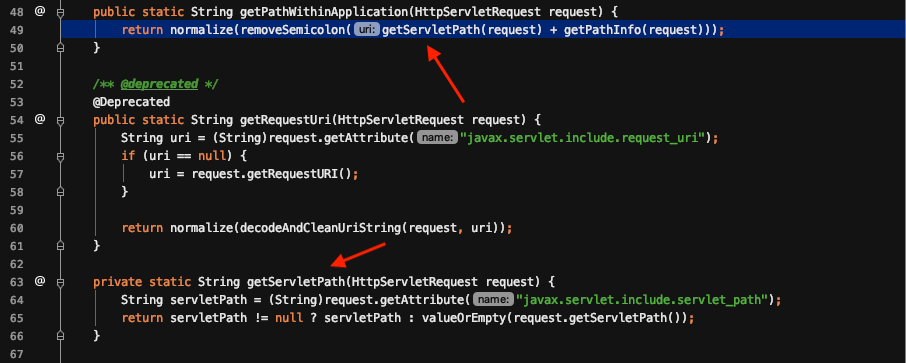 48 @ public static String getPathWithinApplication(HttpServletRequest request) {
49 return normalize(removeSemicolon( uri: getServletPath(request) + getPathInfo(request)));
50 }
51
52 /** @deprecated */
53 @Deprecated
54 @ public static String getRequestUri(HttpServletRequest request) {
55 String uri = (String)request.getAttribute( name: "javax.servlet.include.request_uri");
56 if (uri == null) {
57 uri = request.getRequestURI();
58 }
59
60 return normalize(decodeAndCleanUriString(request, uri));
61 }
62
63 @ private static String getServletPath(HttpServletRequest request) {
64 String servletPath = (String)request.getAttribute( name: "javax.servlet.include.servlet_path");
65 return servletPath != null ? servletPath : valueOrEmpty(request.getServletPath());
66 }
67